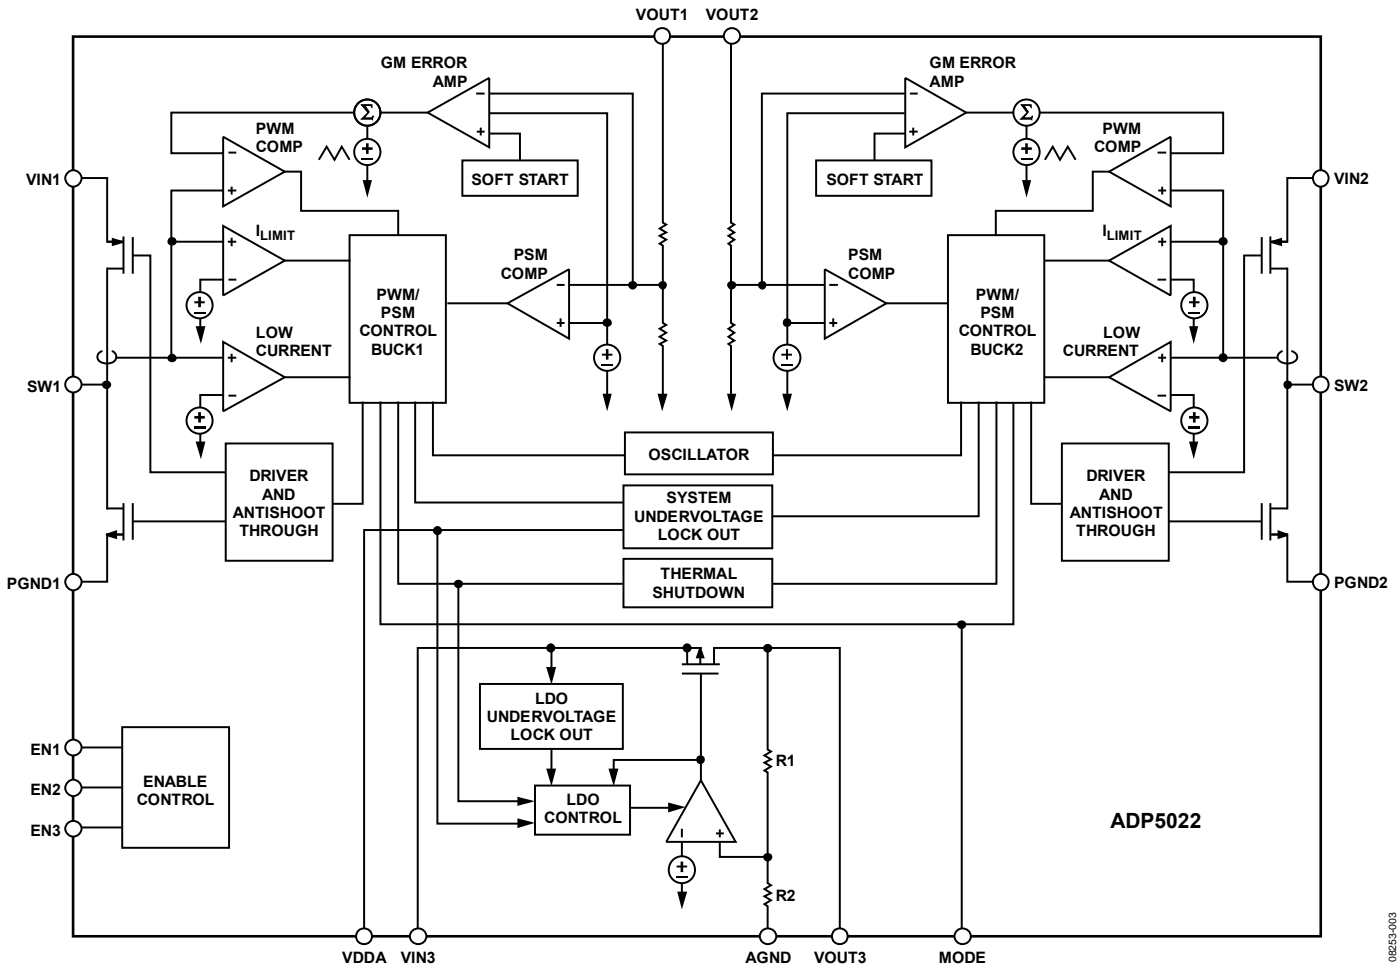 VOUT1 VOUT2
GM ERROR
AMP
GM ERROR
AMP
Σ
Σ
PWM
COMP
PWM
COMP
−
+
−
+
VIN1
SOFT START
SOFT START
VIN2
ILIMIT
ILIMIT
PSM
COMP
PSM
COMP
PWM/
PSM
CONTROL
BUCK1
PWM/
PSM
CONTROL
BUCK2
LOW
CURRENT
LOW
CURRENT
SW1
SW2
OSCILLATOR
DRIVER
AND
ANTISHOOT
THROUGH
SYSTEM
UNDERVOLTAGE
LOCK OUT
DRIVER
AND
ANTISHOOT
THROUGH
THERMAL
SHUTDOWN
PGND1
PGND2
LDO
UNDERVOLTAGE
LOCK OUT
EN1
EN2
EN3
ENABLE
CONTROL
R1
LDO
CONTROL
ADP5022
R2
VDDA VIN3 AGND VOUT3 MODE
08253-003